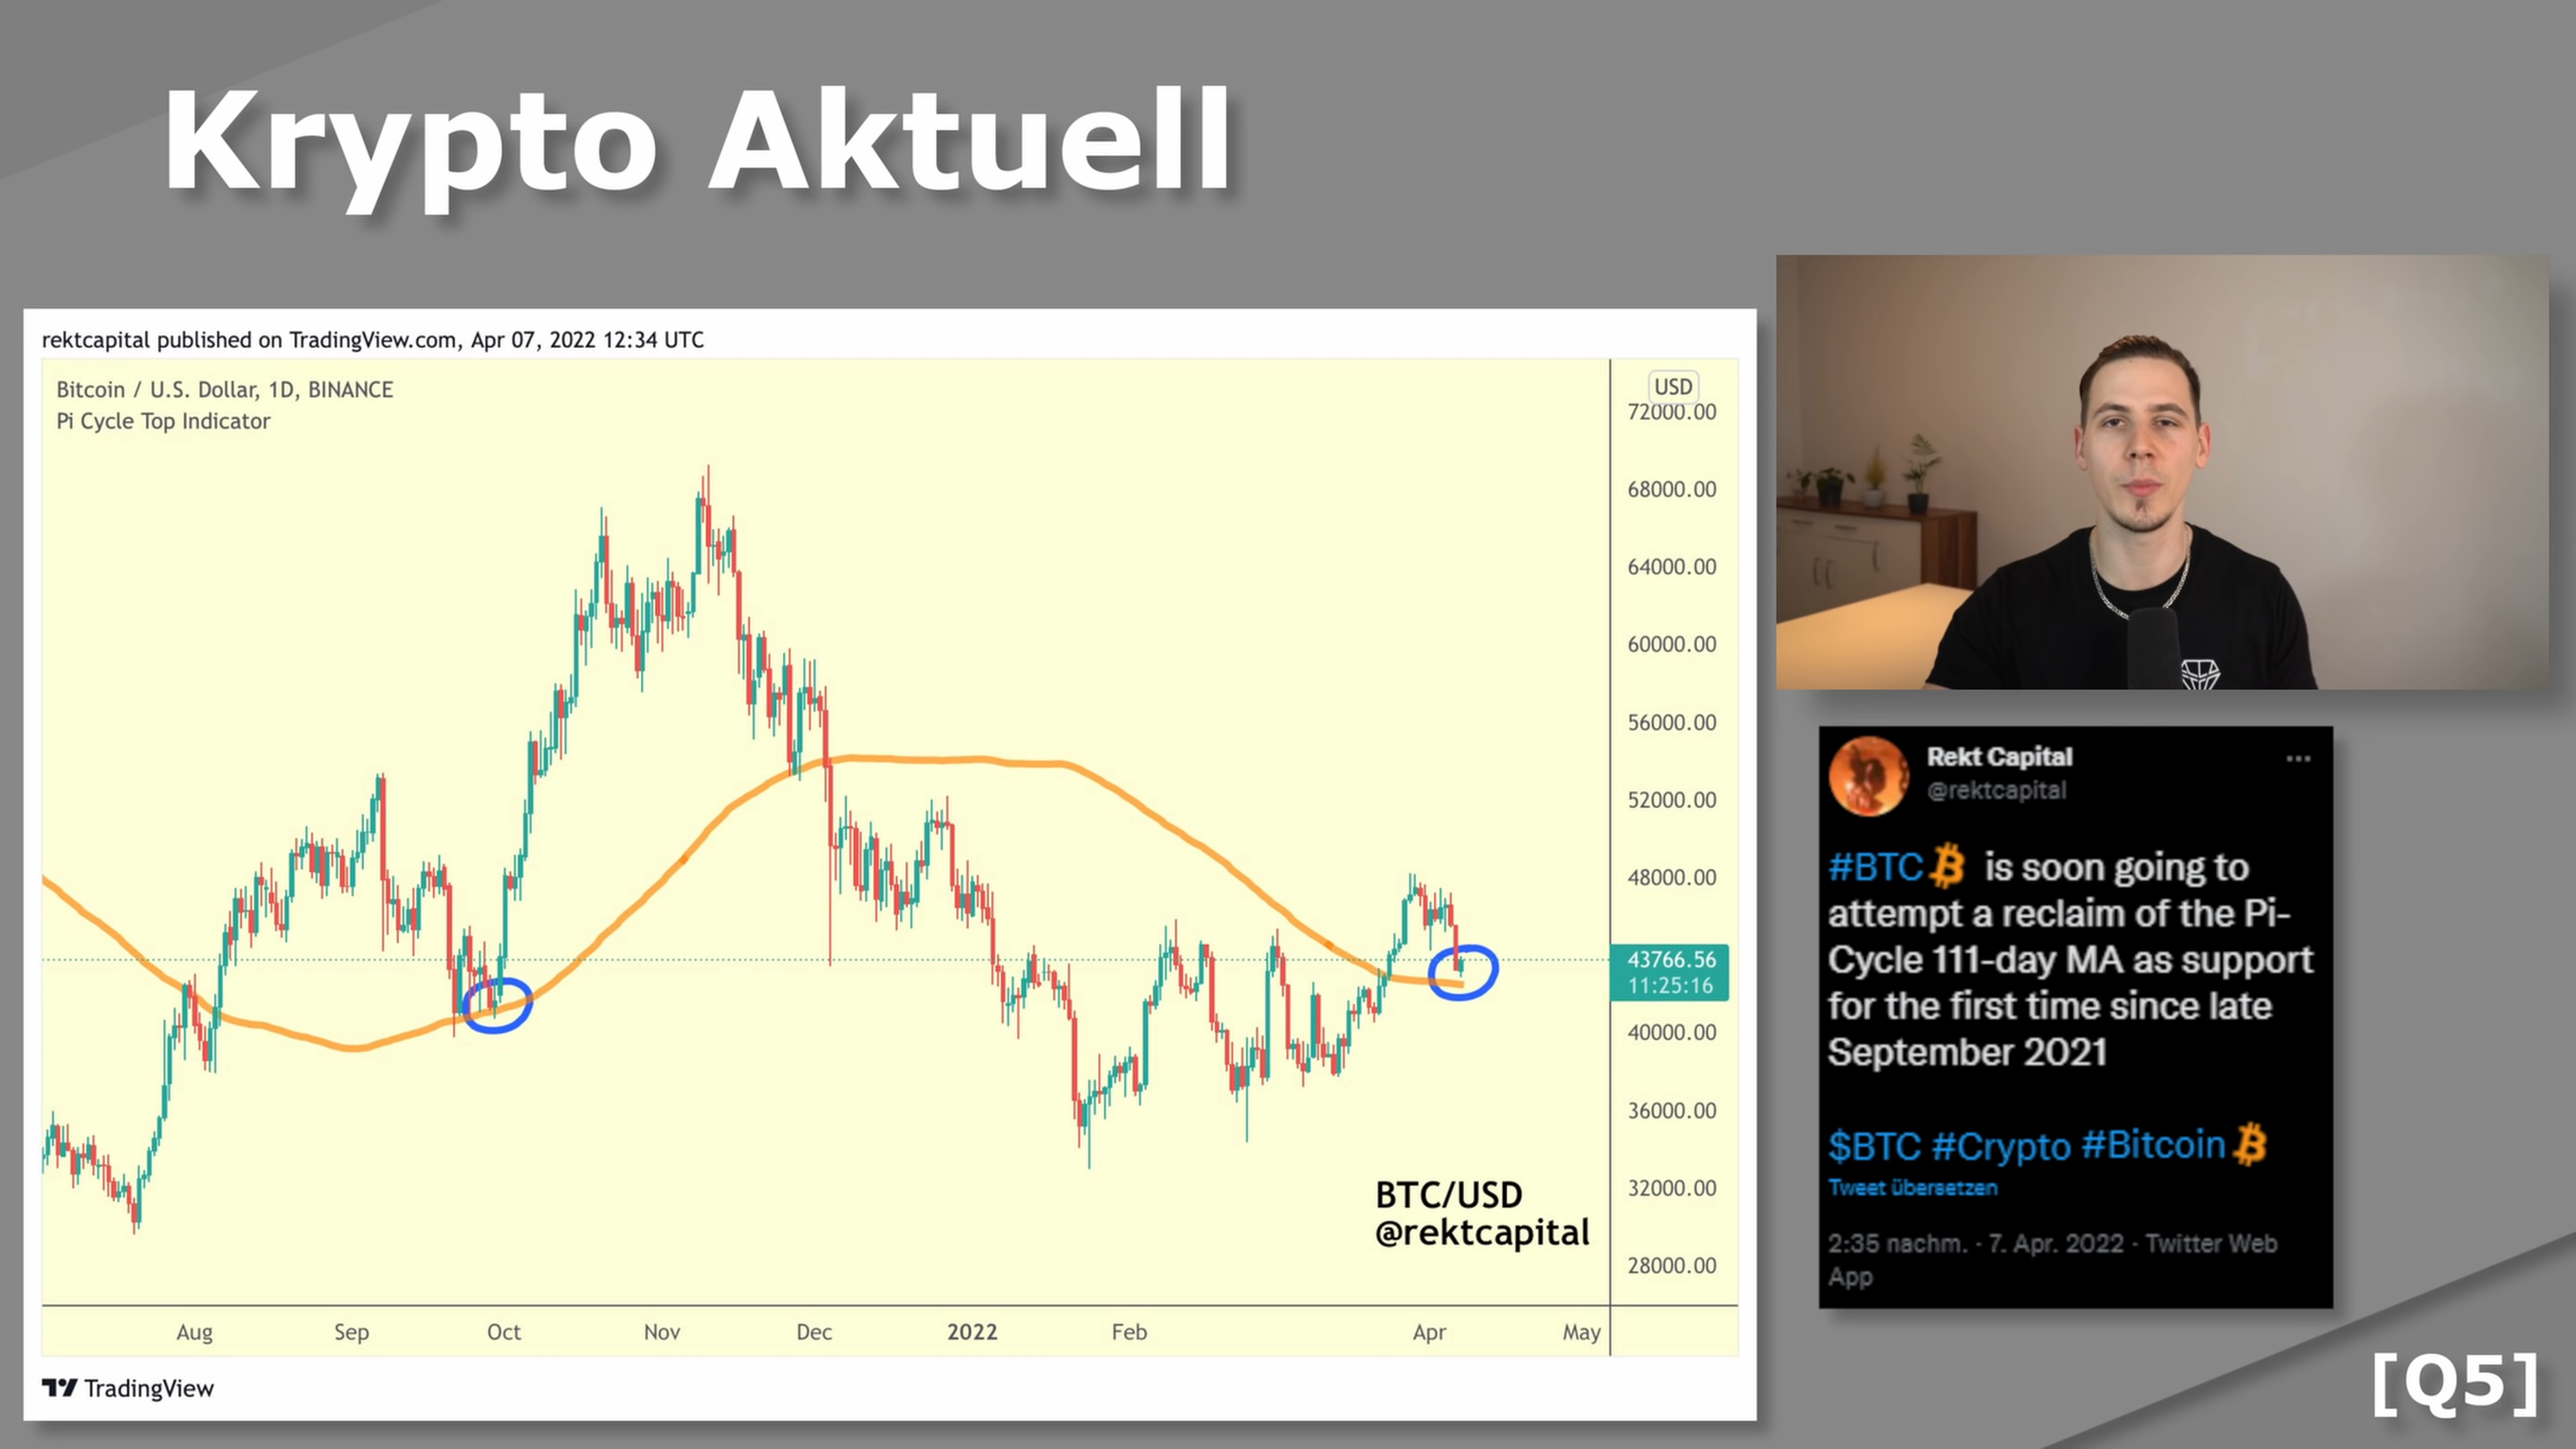 Krypto Aktuell
rektcapital published on TradingView.com, Apr 07, 2022 12:34 UTC
Bitcoin / U.S. Dollar, 1D, BINANCE
Pi Cycle Top Indicator
USD
72000.00
68000.00
64000.00
60000.00
56000.00
52000.00
48000.00
43766.56
11:25:16
40000.00
36000.00
32000.00
28000.00
BTC/USD
@rektcapital
Aug Sep Oct Nov Dec 2022 Feb Apr May
TradingView
Rekt Capital
@rektcapital
#BTC is soon going to
attempt a reclaim of the Pi-
Cycle 111-day MA as support
for the first time since late
September 2021
$BTC #Crypto #Bitcoin
Tweet übersetzen
2:35 nachm. · 7. Apr. 2022 · Twitter Web
App
[Q5]